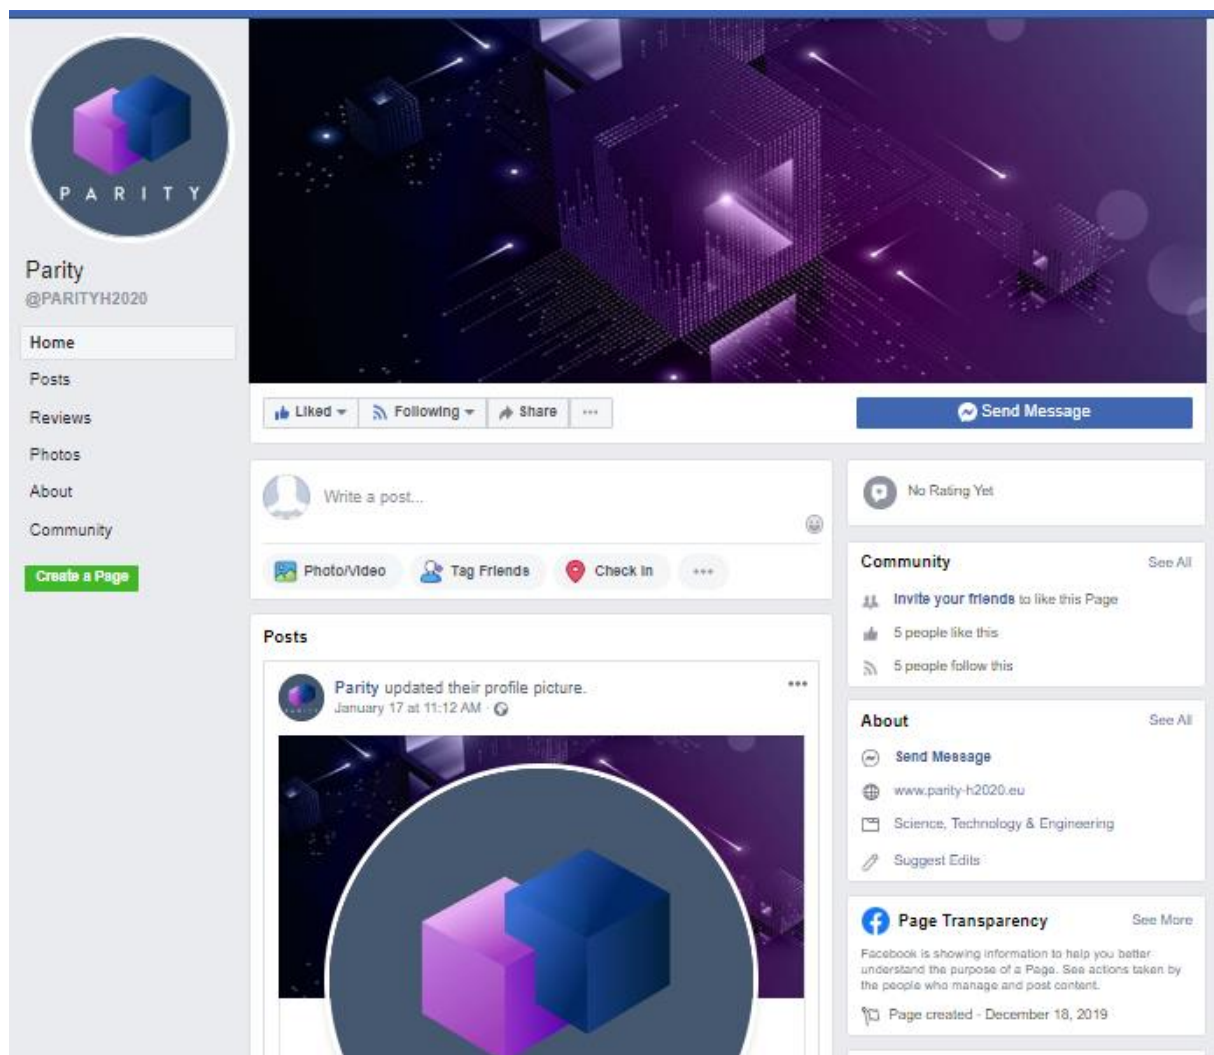 PARITY
Parity
@PARITYH2020
Home
Posts
Reviews
Photos
About
Community
Create a Page
Liked
Following
Share
Send Message
Write a post...
Photo/Video
Tag Friends
Check in
Posts
Parity updated their profile picture.
January 17 at 11:12 AM ·
No Rating Yet
Community
See All
Invite your friends to like this Page
5 people like this
5 people follow this
About
See All
Send Message
www.parity-h2020.eu
Science, Technology & Engineering
Suggest Edits
Page Transparency
See More
Facebook is showing information to help you better
understand the purpose of a Page. See actions taken by
the people who manage and post content.
Page created - December 18, 2019